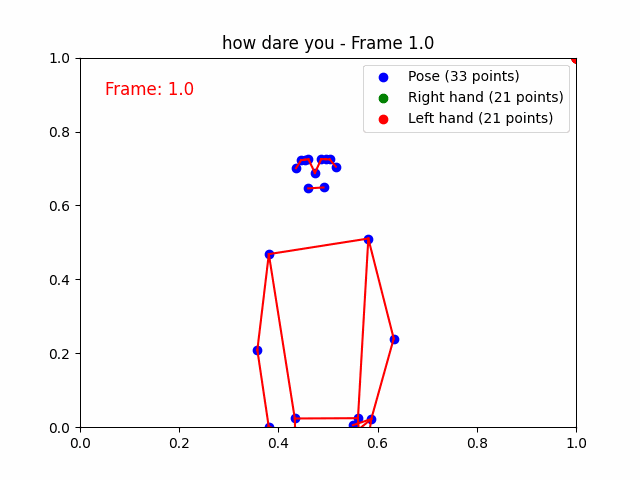 how dare you - Frame 1.0
Frame: 1.0
Pose (33 points)
Right hand (21 points)
Left hand (21 points)
1.0
0.8
0.6
0.4
0.2
0.0
0.0 0.2 0.4 0.6 0.8 1.0